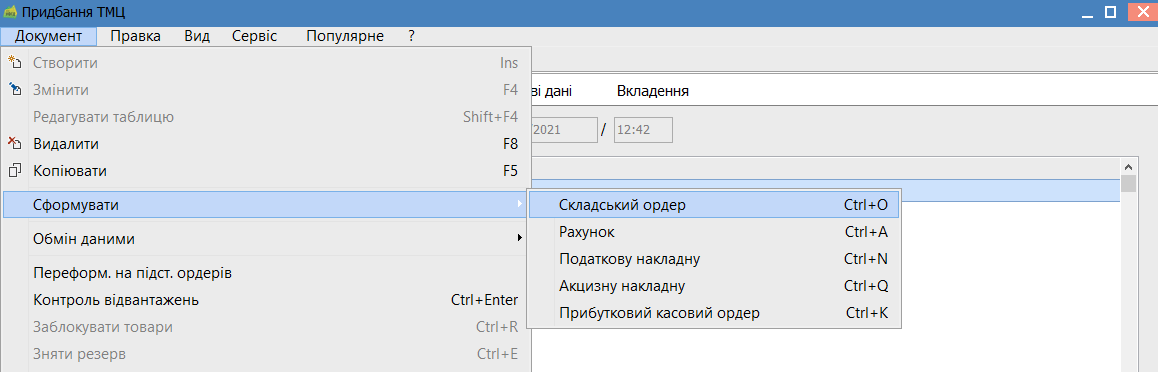 Придбання ТМЦ
Документ Правка Вид Сервіс Популярне ?
Створити Ins
Змінити F4
Редагувати таблицю Shift+F4
Видалити F8
Копіювати F5
Сформувати
Обмін даними
Переформ. на підст. ордерів
Контроль відвантажень Ctrl+Enter
Заблокувати товари Ctrl+R
Зняти резерв Ctrl+E
ві дані Вкладення
/2021 / 12:42
Складський ордер Ctrl+O
Рахунок Ctrl+A
Податкову накладну Ctrl+N
Акцизну накладну Ctrl+Q
Прибутковий касовий ордер Ctrl+K